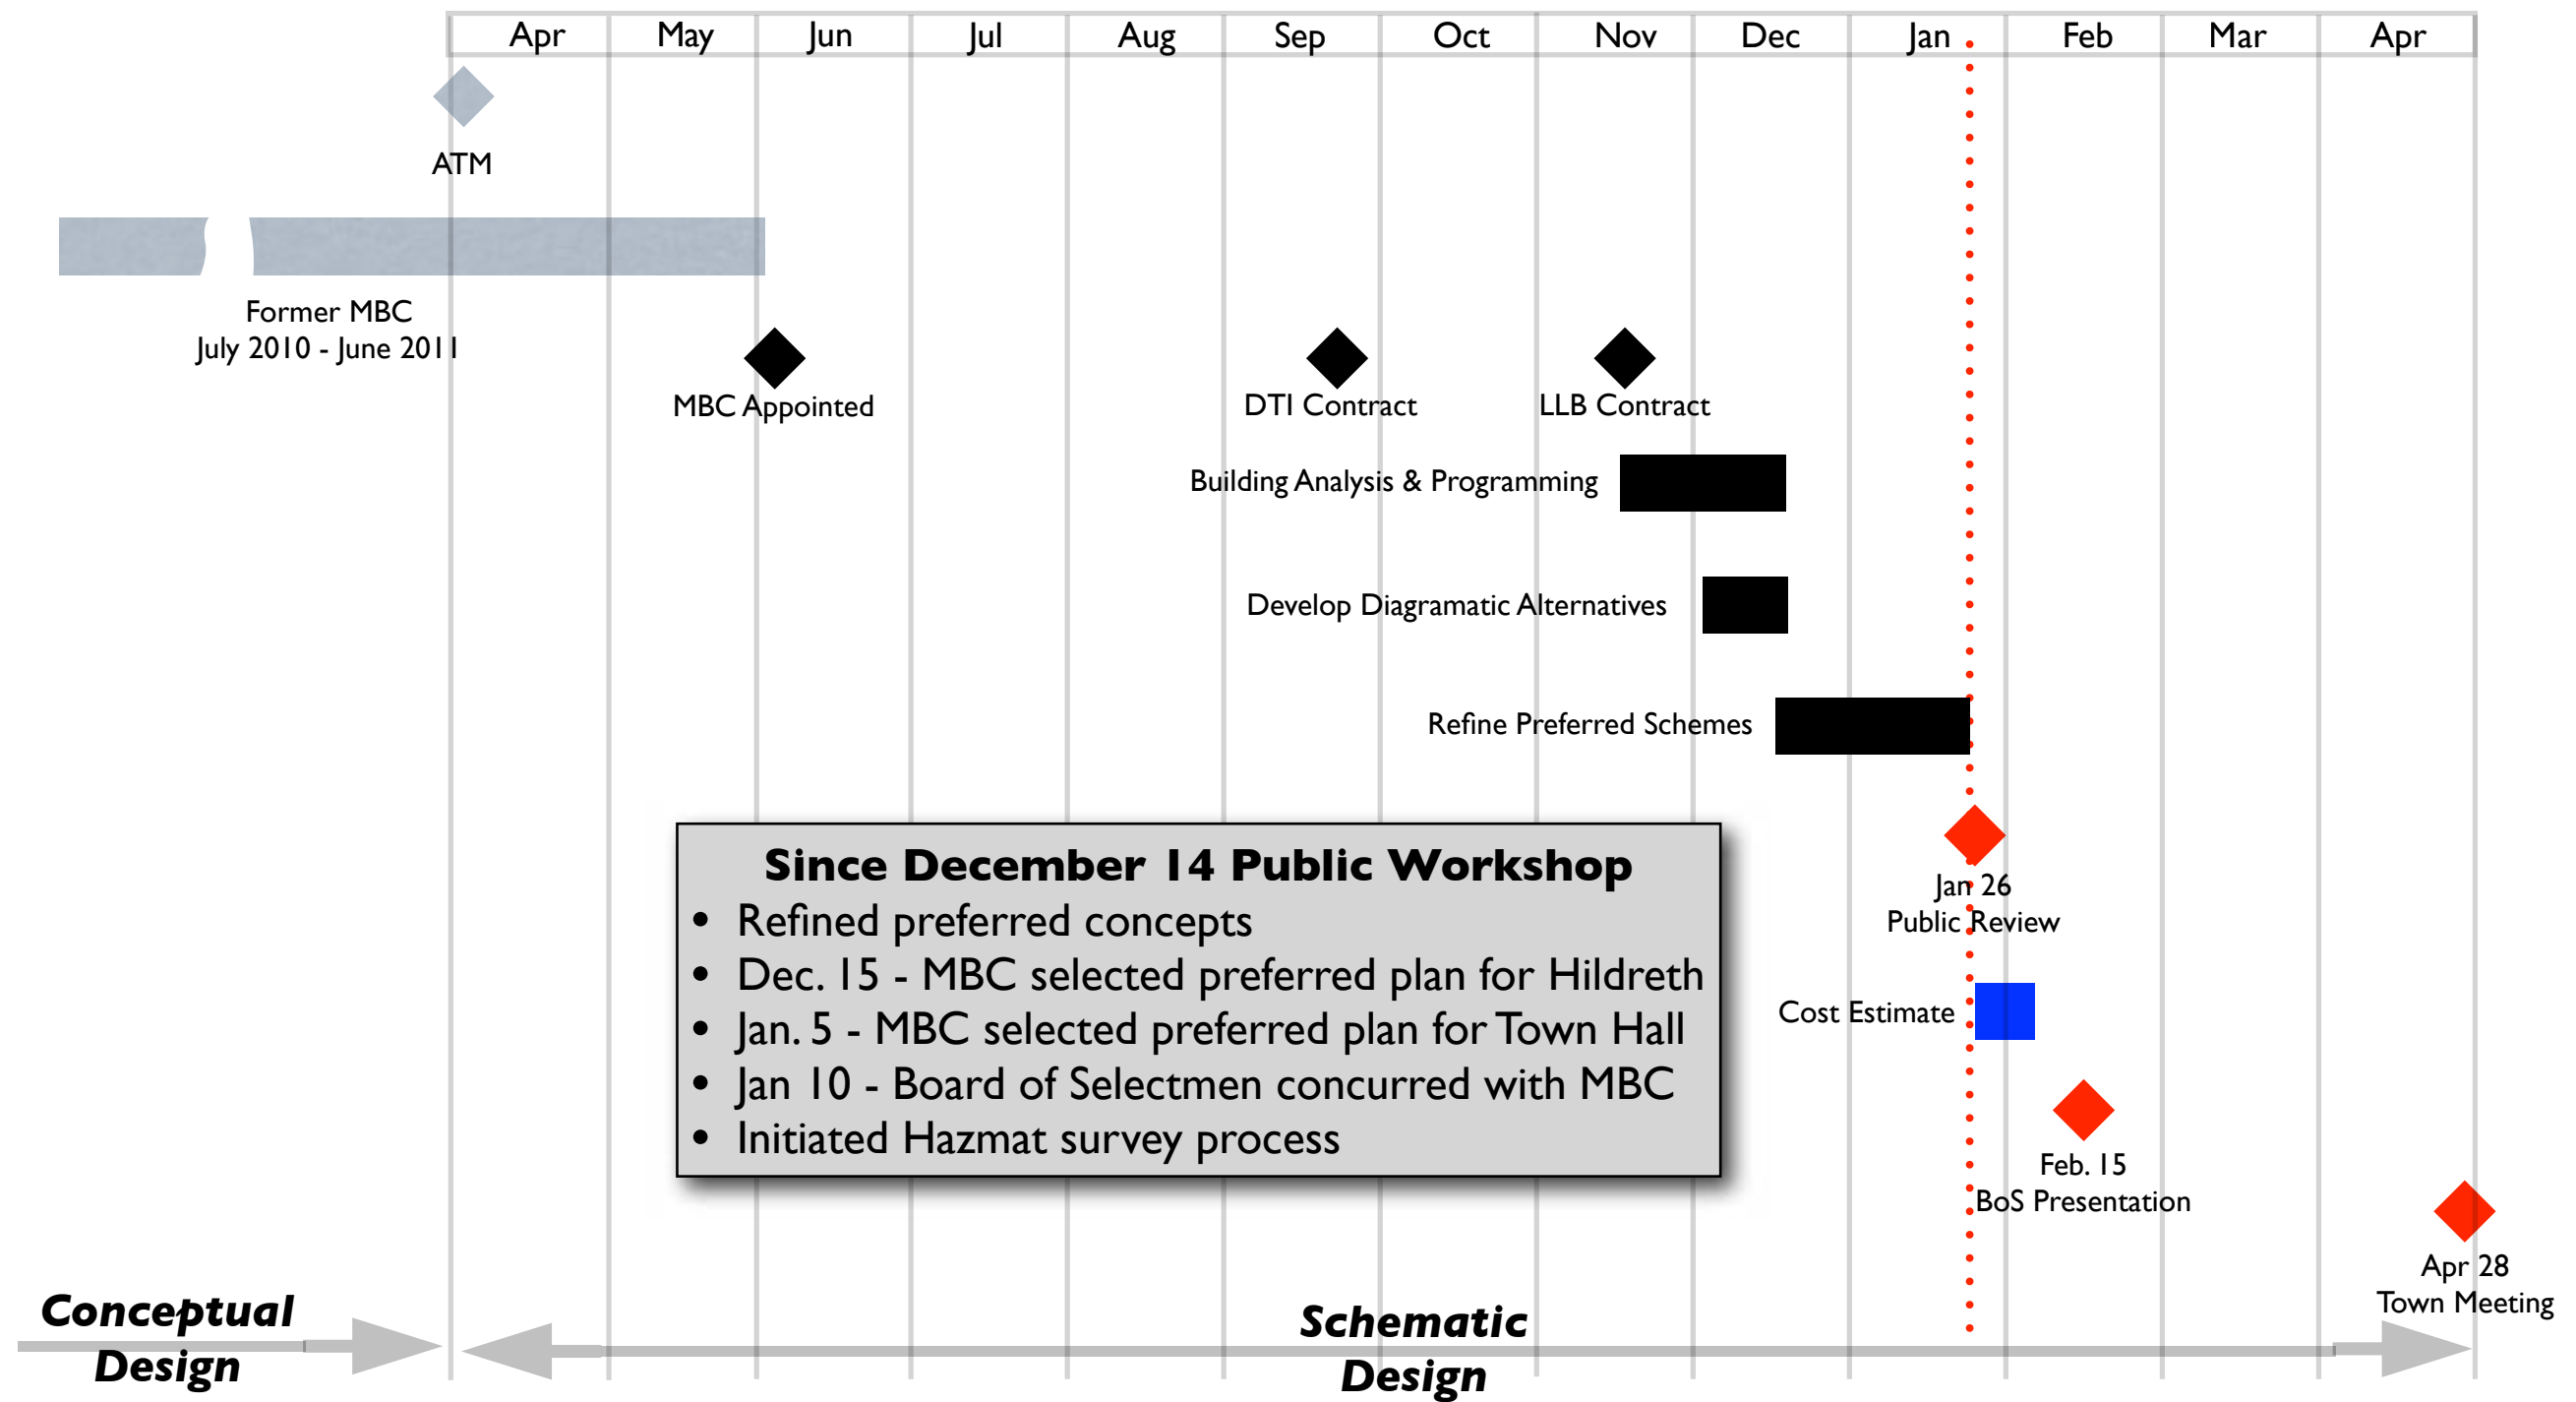 Apr May Jun Jul Aug Sep Oct Nov Dec Jan Feb Mar Apr
ATM
Former MBC
July 2010 - June 2011
MBC Appointed
DTI Contract
LLB Contract
Building Analysis & Programming
Develop Diagramatic Alternatives
Refine Preferred Schemes
Since December 14 Public Workshop
• Refined preferred concepts
• Dec. 15 - MBC selected preferred plan for Hildreth
• Jan. 5 - MBC selected preferred plan for Town Hall
• Jan 10 - Board of Selectmen concurred with MBC
• Initiated Hazmat survey process
Jan 26
Public Review
Cost Estimate
Feb. 15
BoS Presentation
Apr 28
Town Meeting
Conceptual
Design
Schematic
Design